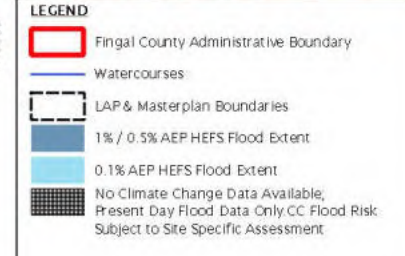 LEGEND
Fingal County Administrative Boundary
Watercourses
LAP & Masterplan Boundaries
1% / 0.5% AEP HEFS Flood Extent
0.1% AEP HEFS Flood Extent
No Climate Change Data Available;
Present Day Flood Data Only.CC Flood Risk
Subject to Site Specific Assessment